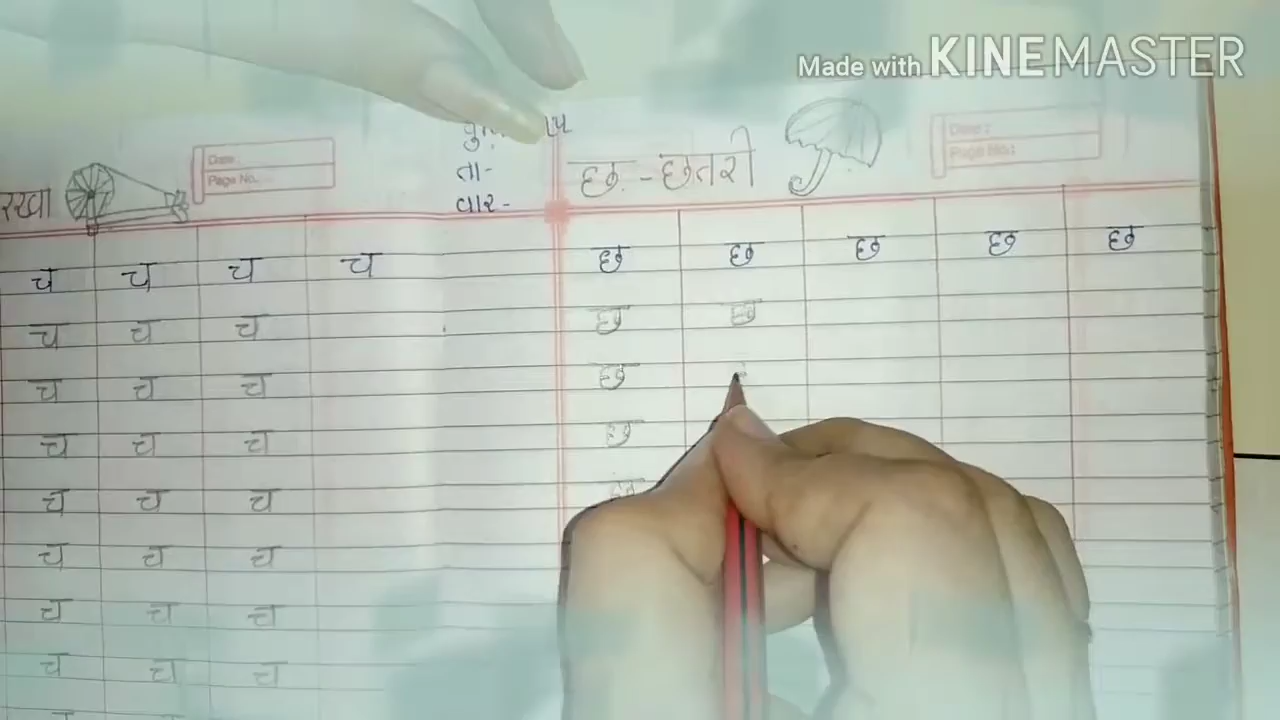 Made with KINEMASTER
रखा
Date:
Page No.
તા-
વાર-
छ - छतरी
Date:
Page No.:
च च च च
च च च
च च च
च च च
च च च
च च च
च च च
च च च
छ छ छ छ छ
छ छ
छ
छ